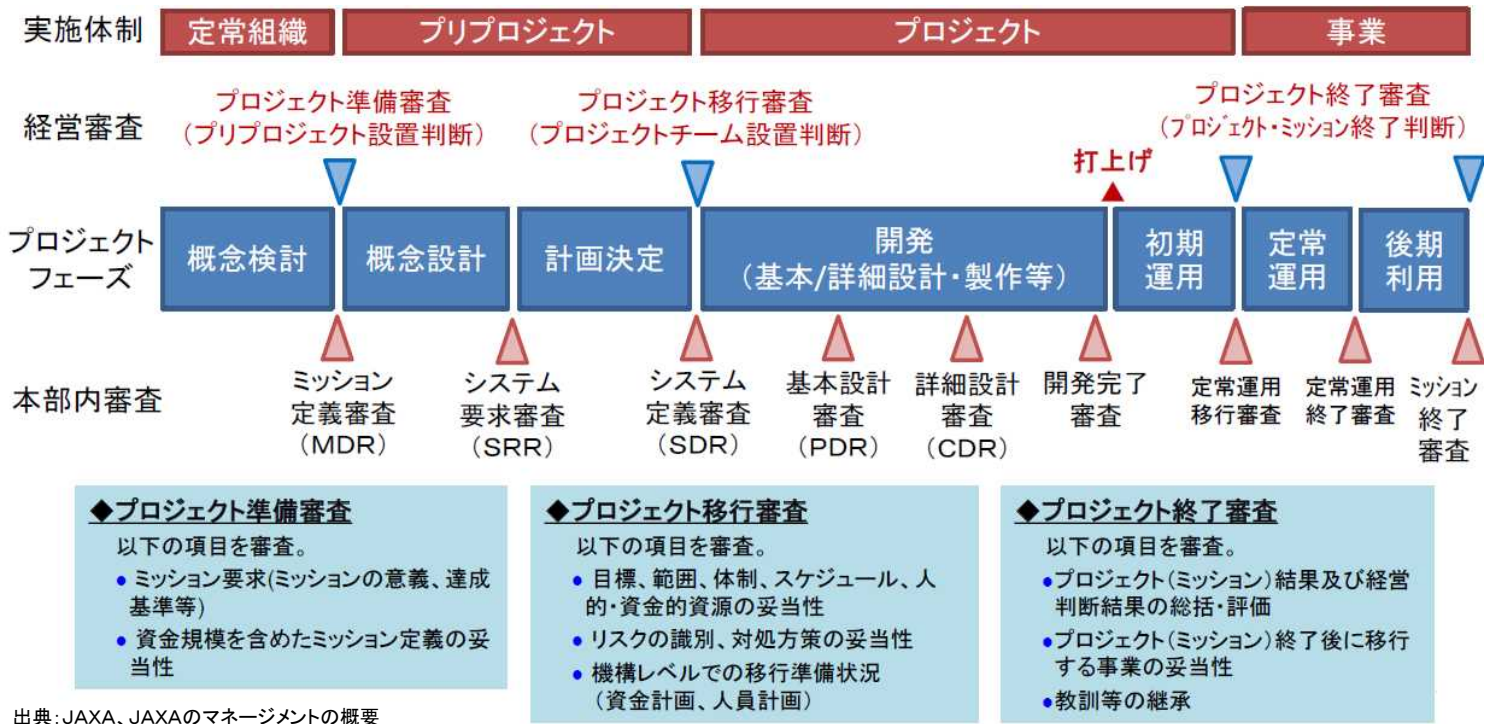 実施体制 定常組織 プリプロジェクト プロジェクト 事業
経営審査
プロジェクト準備審査
（プリプロジェクト設置判断）
プロジェクト移行審査
（プロジェクトチーム設置判断）
プロジェクト終了審査
（プロジェクト・ミッション終了判断）
打上げ
プロジェクト
フェーズ
概念検討
概念設計
計画決定
開発
（基本/詳細設計・製作等）
初期
運用
定常
運用
後期
利用
本部内審査
ミッション
定義審査
（MDR）
システム
要求審査
（SRR）
システム
定義審査
（SDR）
基本設計
審査
（PDR）
詳細設計
審査
（CDR）
開発完了
審査
定常運用
移行審査
定常運用
終了審査
ミッション
終了
審査
◆プロジェクト準備審査
以下の項目を審査。
● ミッション要求(ミッションの意義、達成
基準等)
● 資金規模を含めたミッション定義の妥
当性
◆プロジェクト移行審査
以下の項目を審査。
● 目標、範囲、体制、スケジュール、人
的・資金的資源の妥当性
● リスクの識別、対処方策の妥当性
● 機構レベルでの移行準備状況
（資金計画、人員計画）
◆プロジェクト終了審査
以下の項目を審査。
●プロジェクト（ミッション）結果及び経営
判断結果の総括・評価
●プロジェクト（ミッション）終了後に移行
する事業の妥当性
●教訓等の継承
出典：JAXA、JAXAのマネージメントの概要